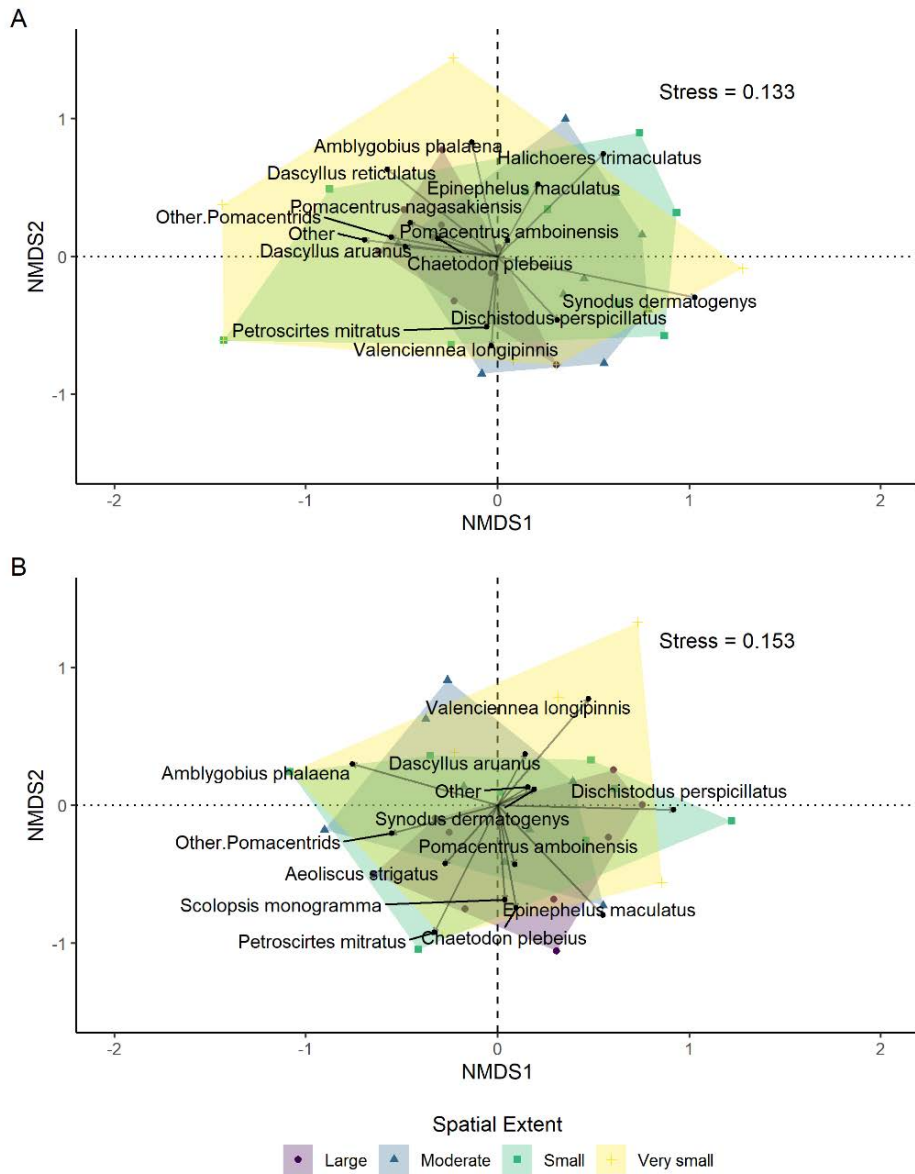 A
Stress = 0.133
Amblygobius phalaena
Halichoeres trimaculatus
Dascyllus reticulatus
Epinephelus maculatus
Pomacentrus nagasakiensis
Other.Pomacentrids
Pomacentrus amboinensis
Other
Dascyllus aruanus
Chaetodon plebeius
Synodus dermatogenys
Dischistodus perspicillatus
Petroscirtes mitratus
Valenciennea longipinnis
NMDS2
1
0
-1
-2
-1
0
1
2
NMDS1
B
Stress = 0.153
Valenciennea longipinnis
Dascyllus aruanus
Amblygobius phalaena
Other
Dischistodus perspicillatus
Synodus dermatogenys
Other.Pomacentrids
Pomacentrus amboinensis
Aeoliscus strigatus
Scolopsis monogramma
Epinephelus maculatus
Petroscirtes mitratus
Chaetodon plebeius
NMDS2
1
0
-1
-2
-1
0
1
2
NMDS1
Spatial Extent
Large
Moderate
Small
Very small